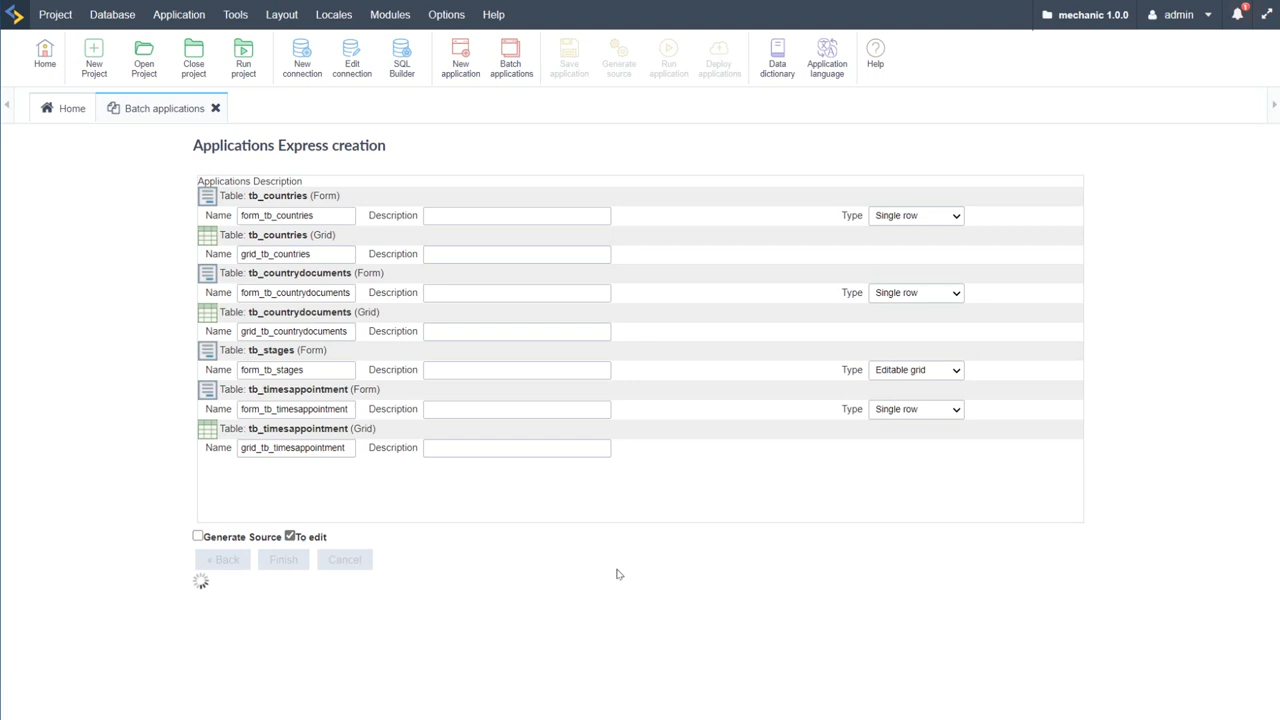 Project Database Application Tools Layout Locales Modules Options Help mechanic 1.0.0 admin 1
Home New Project Open Project Close project Run project New connection Edit connection SQL Builder New application Batch applications Save application Generate source Run application Deploy applications Data dictionary Application language Help
Home Batch applications
Applications Express creation
Applications Description
Table: tb_countries (Form)
Name form_tb_countries Description Type Single row
Table: tb_countries (Grid)
Name grid_tb_countries Description
Table: tb_countrydocuments (Form)
Name form_tb_countrydocuments Description Type Single row
Table: tb_countrydocuments (Grid)
Name grid_tb_countrydocuments Description
Table: tb_stages (Form)
Name form_tb_stages Description Type Editable grid
Table: tb_timesappointment (Form)
Name form_tb_timesappointment Description Type Single row
Table: tb_timesappointment (Grid)
Name grid_tb_timesappointment Description
Generate Source To edit
« Back Finish Cancel